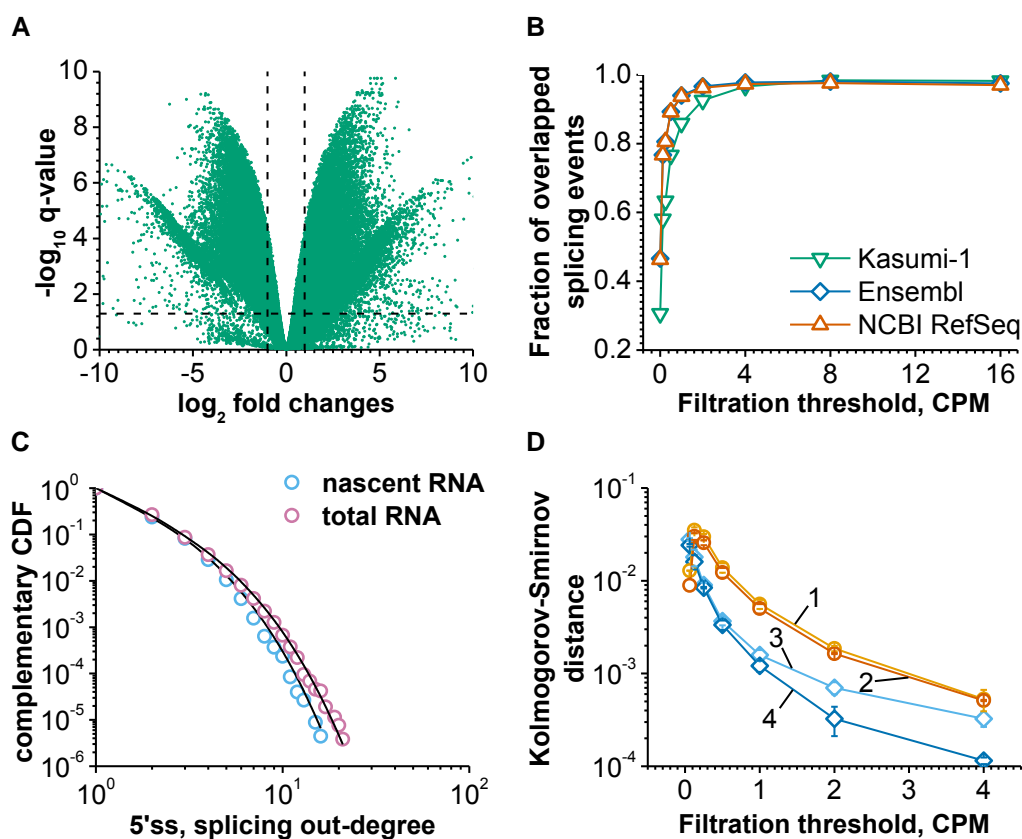 A
10
8
6
4
2
0
-10
-5
0
5
10
-log10 q-value
log2 fold changes
B
1.0
0.8
0.6
0.4
0.2
0
4
8
12
16
Fraction of overlapped
splicing events
Kasumi-1
Ensembl
NCBI RefSeq
Filtration threshold, CPM
C
10^0
10^-1
10^-2
10^-3
10^-4
10^-5
10^-6
10^0
10^1
10^2
complementary CDF
nascent RNA
total RNA
5'ss, splicing out-degree
D
10^-1
10^-2
10^-3
10^-4
0
1
2
3
4
Kolmogorov-Smirnov
distance
1
3
2
4
Filtration threshold, CPM